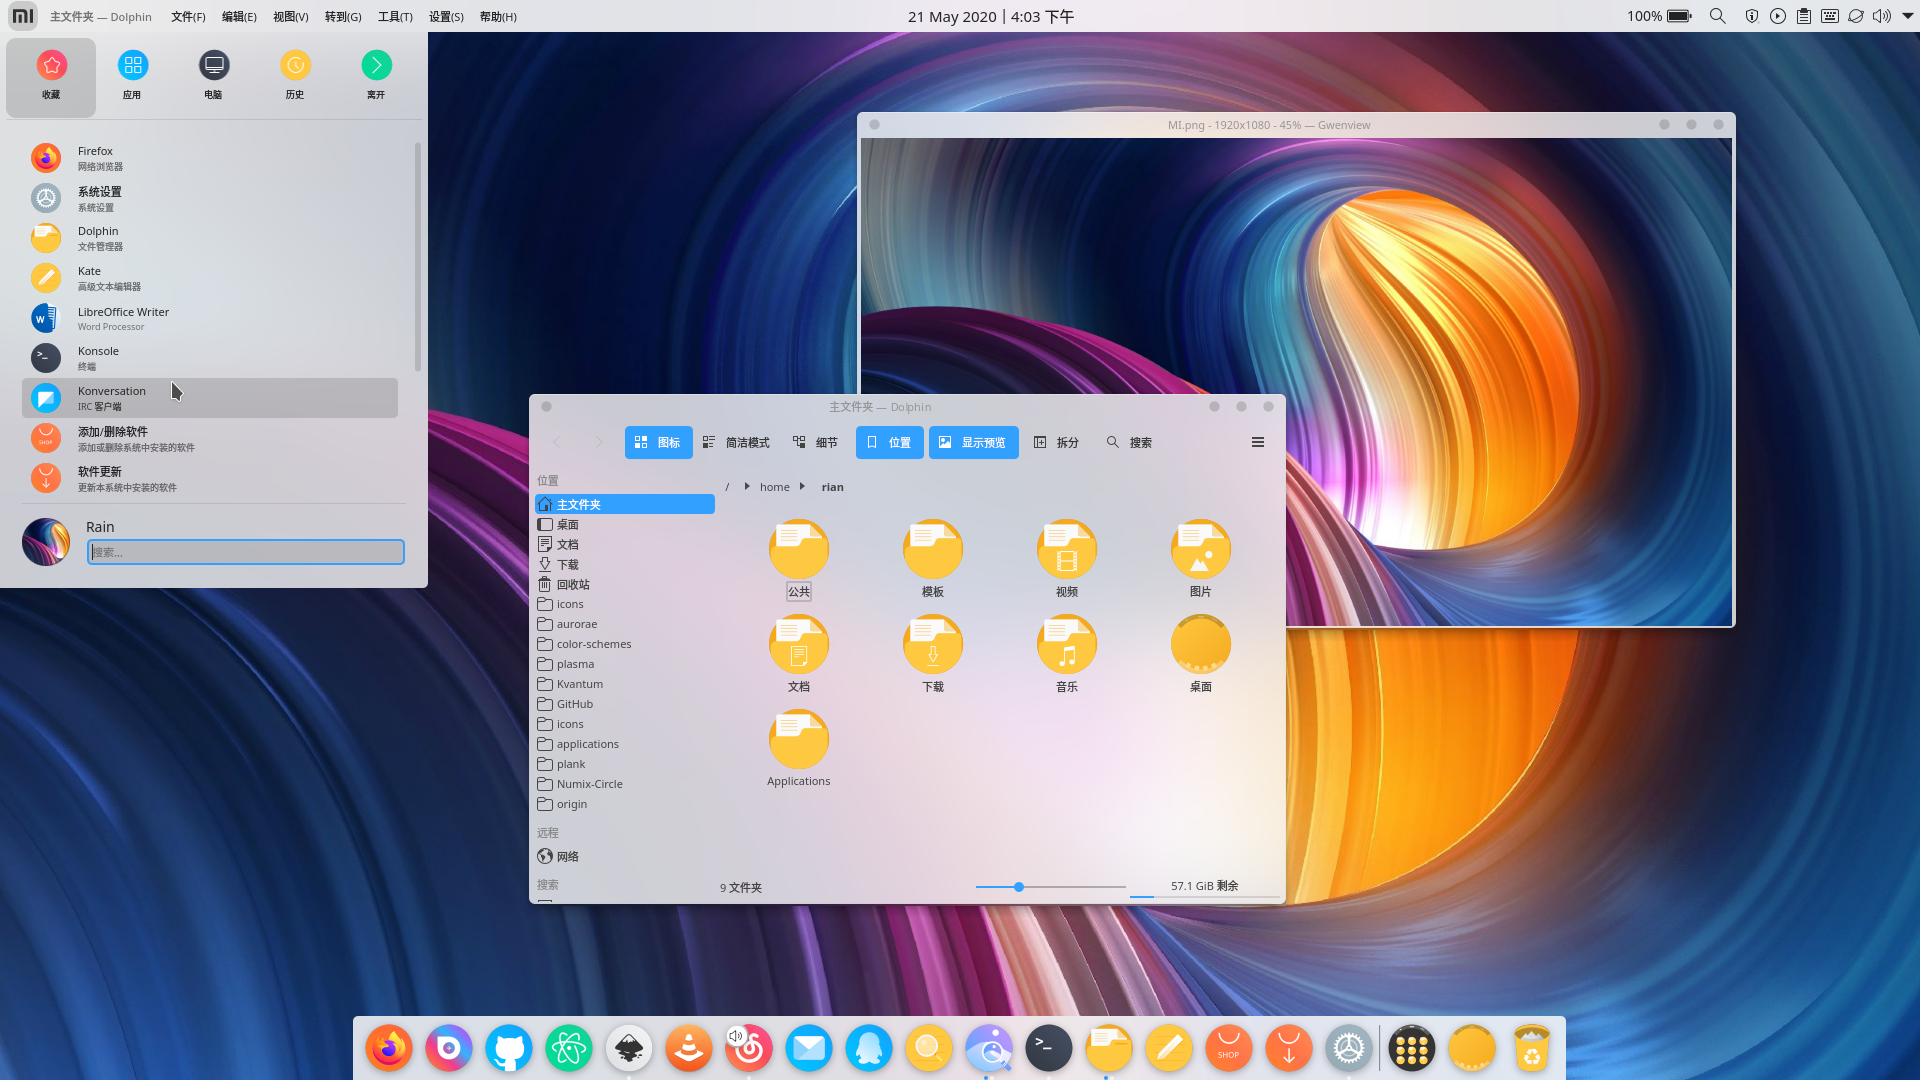 主文件夹 — Dolphin 文件(F) 编辑(E) 视图(V) 转到(G) 工具(T) 设置(S) 帮助(H)
21 May 2020 | 4:03 下午
100%
收藏 应用 电脑 历史 离开
Firefox
网络浏览器
系统设置
系统设置
Dolphin
文件管理器
Kate
高级文本编辑器
LibreOffice Writer
Word Processor
Konsole
终端
Konversation
IRC 客户端
添加/删除软件
添加或删除系统中安装的软件
软件更新
更新本系统中安装的软件
Rain
搜索...
MI.png - 1920x1080 - 45% — Gwenview
主文件夹 — Dolphin
图标 简洁模式 细节 位置 显示预览 拆分 搜索
位置
主文件夹
桌面
文档
下载
回收站
icons
aurorae
color-schemes
plasma
Kvantum
GitHub
icons
applications
plank
Numix-Circle
origin
远程
网络
搜索
/ home rian
公共 模板 视频 图片
文档 下载 音乐 桌面
Applications
9 文件夹
57.1 GiB 剩余
SHOP